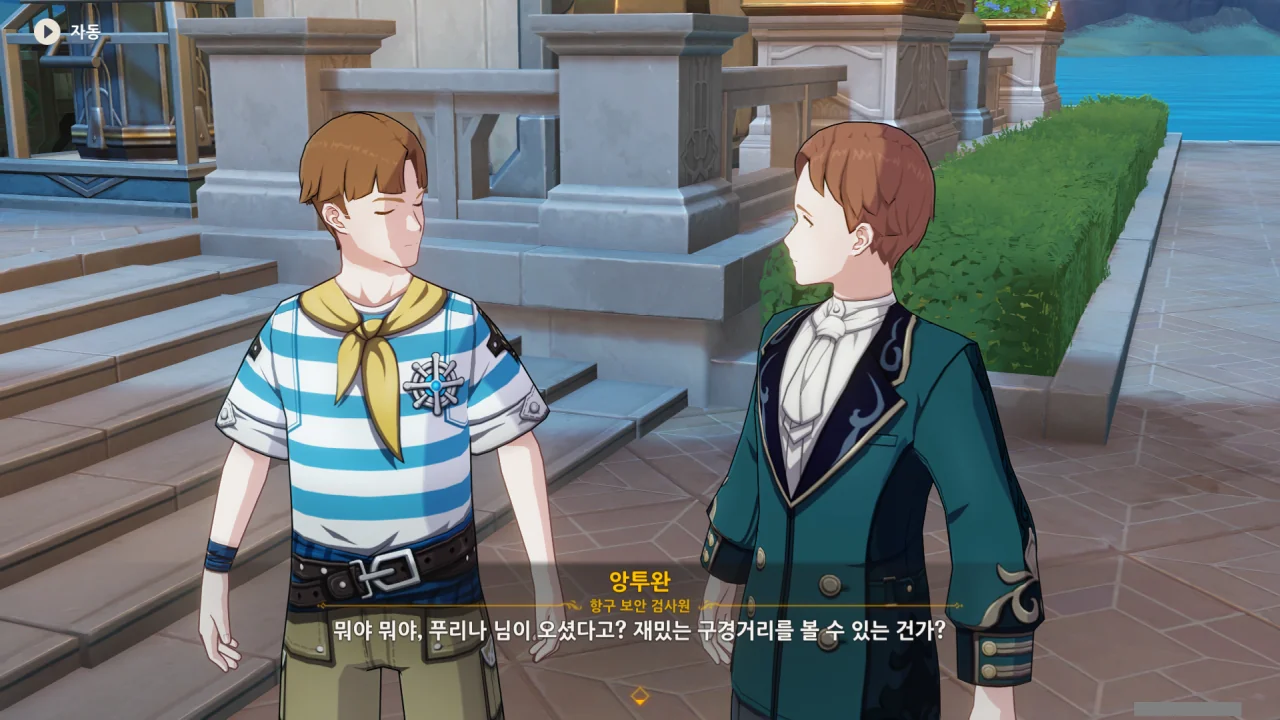 자동
앙투완
항구 보안 검사원
뭐야 뭐야, 푸리나 님이 오셨다고? 재밌는 구경거리를 볼 수 있는 건가?